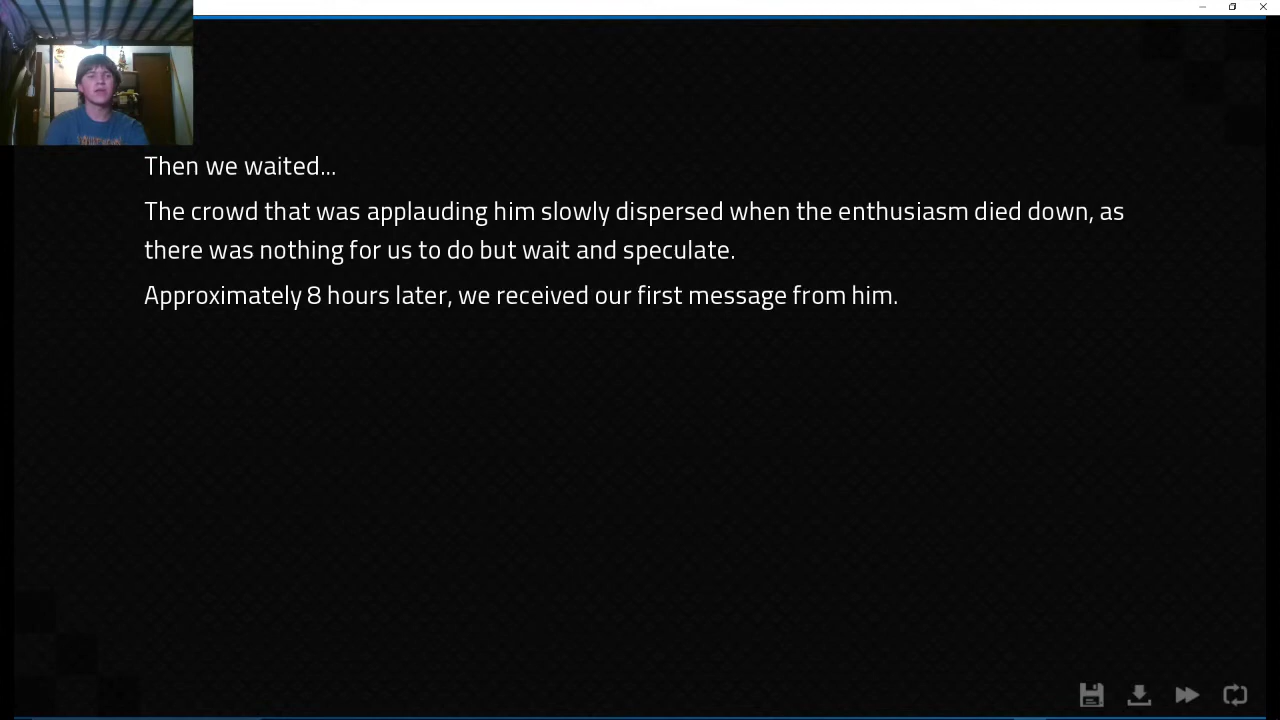 Then we waited...
The crowd that was applauding him slowly dispersed when the enthusiasm died down, as
there was nothing for us to do but wait and speculate.
Approximately 8 hours later, we received our first message from him.